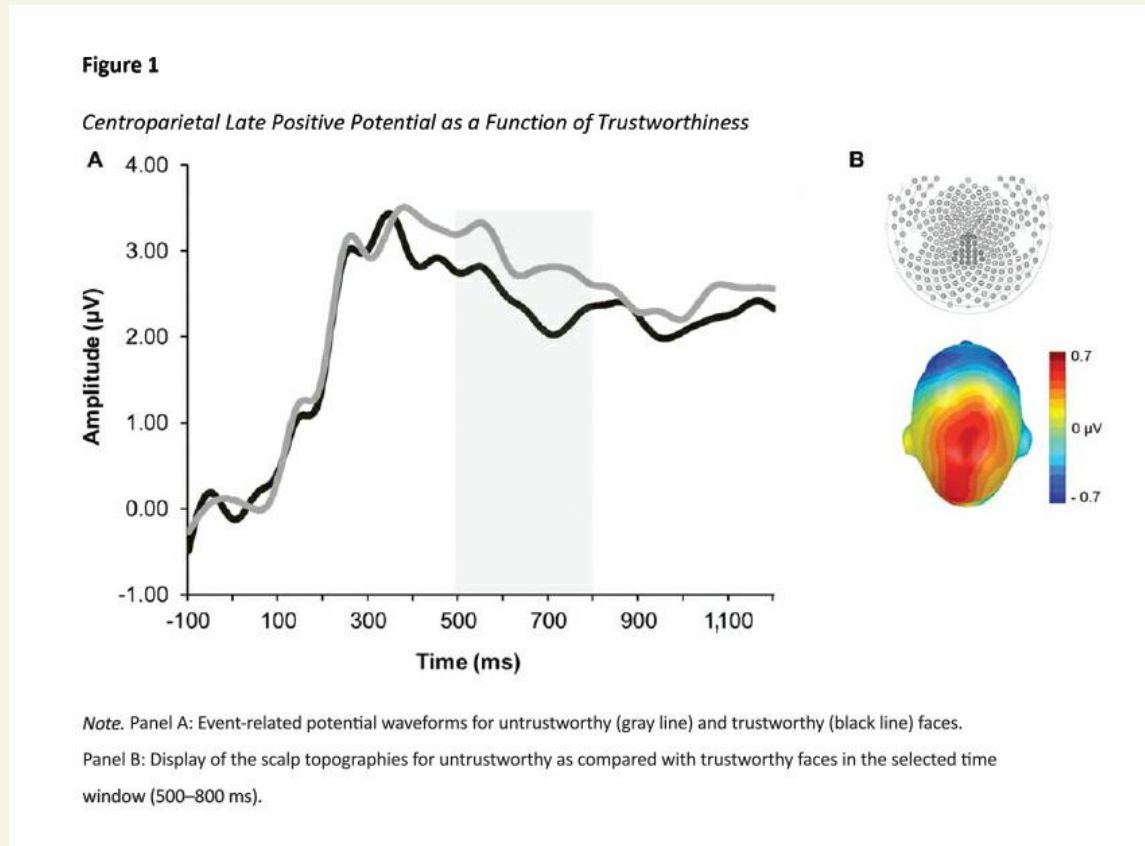 Figure 1
Centroparietal Late Positive Potential as a Function of Trustworthiness
A
4.00
3.00
2.00
1.00
0.00
-1.00
Amplitude (µV)
-100 100 300 500 700 900 1,100
Time (ms)
B
0.7
0 µV
- 0.7
Note. Panel A: Event-related potential waveforms for untrustworthy (gray line) and trustworthy (black line) faces.
Panel B: Display of the scalp topographies for untrustworthy as compared with trustworthy faces in the selected time
window (500–800 ms).